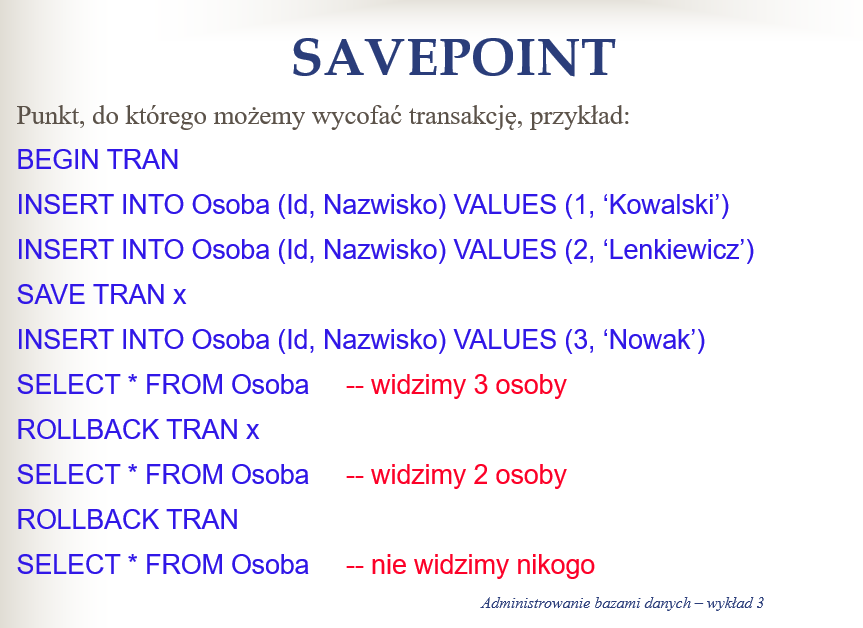 SAVEPOINT
Punkt, do którego możemy wycofać transakcję, przykład:
BEGIN TRAN
INSERT INTO Osoba (Id, Nazwisko) VALUES (1, ‘Kowalski’)
INSERT INTO Osoba (Id, Nazwisko) VALUES (2, ‘Lenkiewicz’)
SAVE TRAN x
INSERT INTO Osoba (Id, Nazwisko) VALUES (3, ‘Nowak’)
SELECT * FROM Osoba -- widzimy 3 osoby
ROLLBACK TRAN x
SELECT * FROM Osoba -- widzimy 2 osoby
ROLLBACK TRAN
SELECT * FROM Osoba -- nie widzimy nikogo
Administrowanie bazami danych – wykład 3